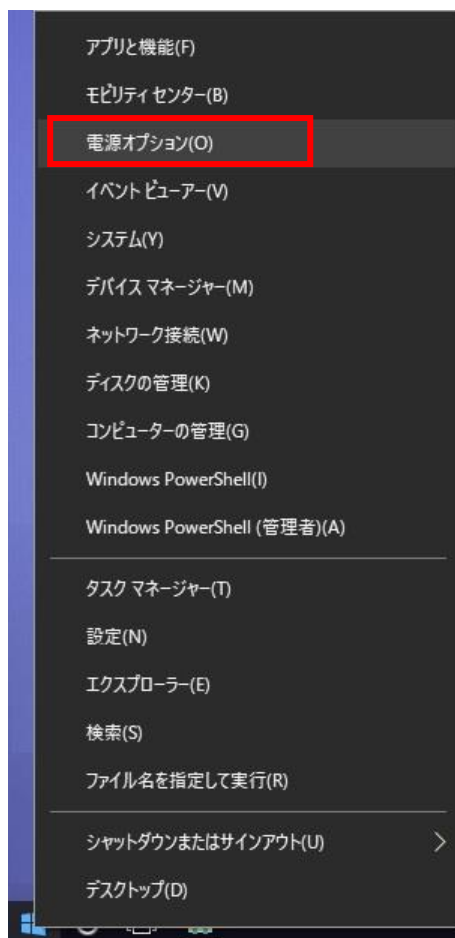 アプリと機能(F)
モビリティ センター(B)
電源オプション(O)
イベント ビューアー(V)
システム(Y)
デバイス マネージャー(M)
ネットワーク接続(W)
ディスクの管理(K)
コンピューターの管理(G)
Windows PowerShell(I)
Windows PowerShell (管理者)(A)
タスク マネージャー(T)
設定(N)
エクスプローラー(E)
検索(S)
ファイル名を指定して実行(R)
シャットダウンまたはサインアウト(U)
デスクトップ(D)